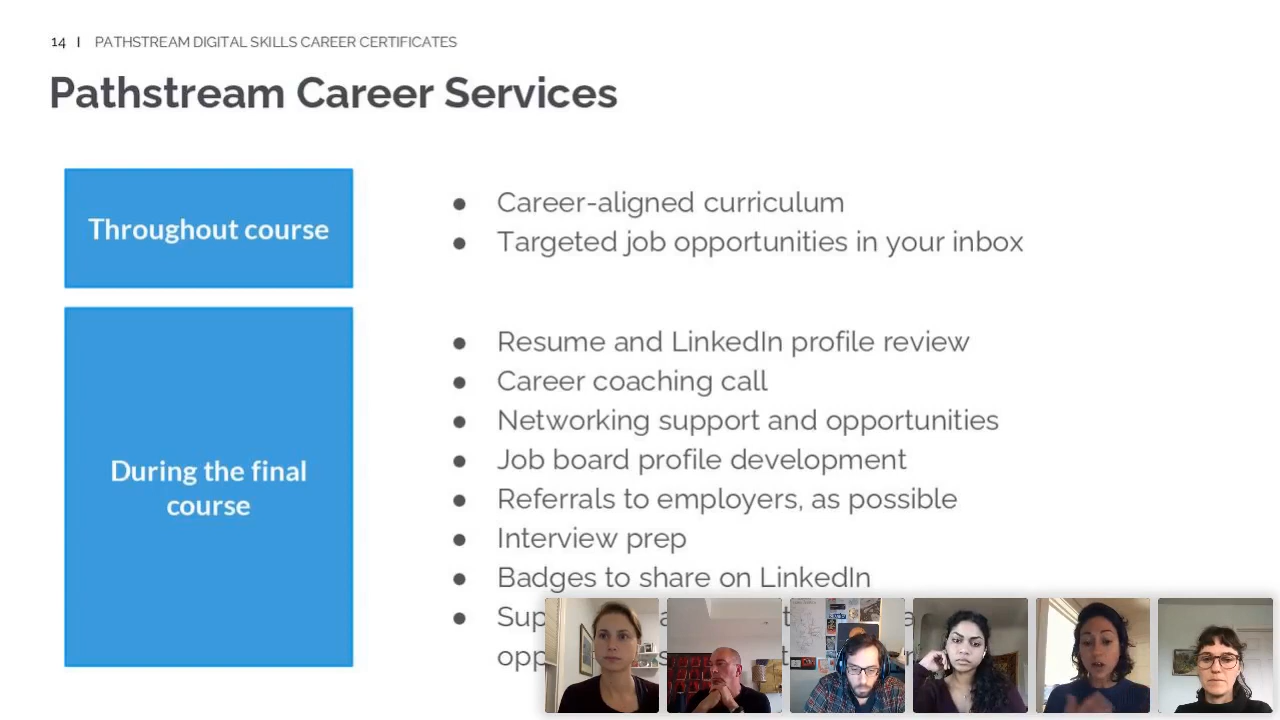 14 I PATHSTREAM DIGITAL SKILLS CAREER CERTIFICATES
Pathstream Career Services
Throughout course
● Career-aligned curriculum
● Targeted job opportunities in your inbox
During the final
course
● Resume and LinkedIn profile review
● Career coaching call
● Networking support and opportunities
● Job board profile development
● Referrals to employers, as possible
● Interview prep
● Badges to share on LinkedIn